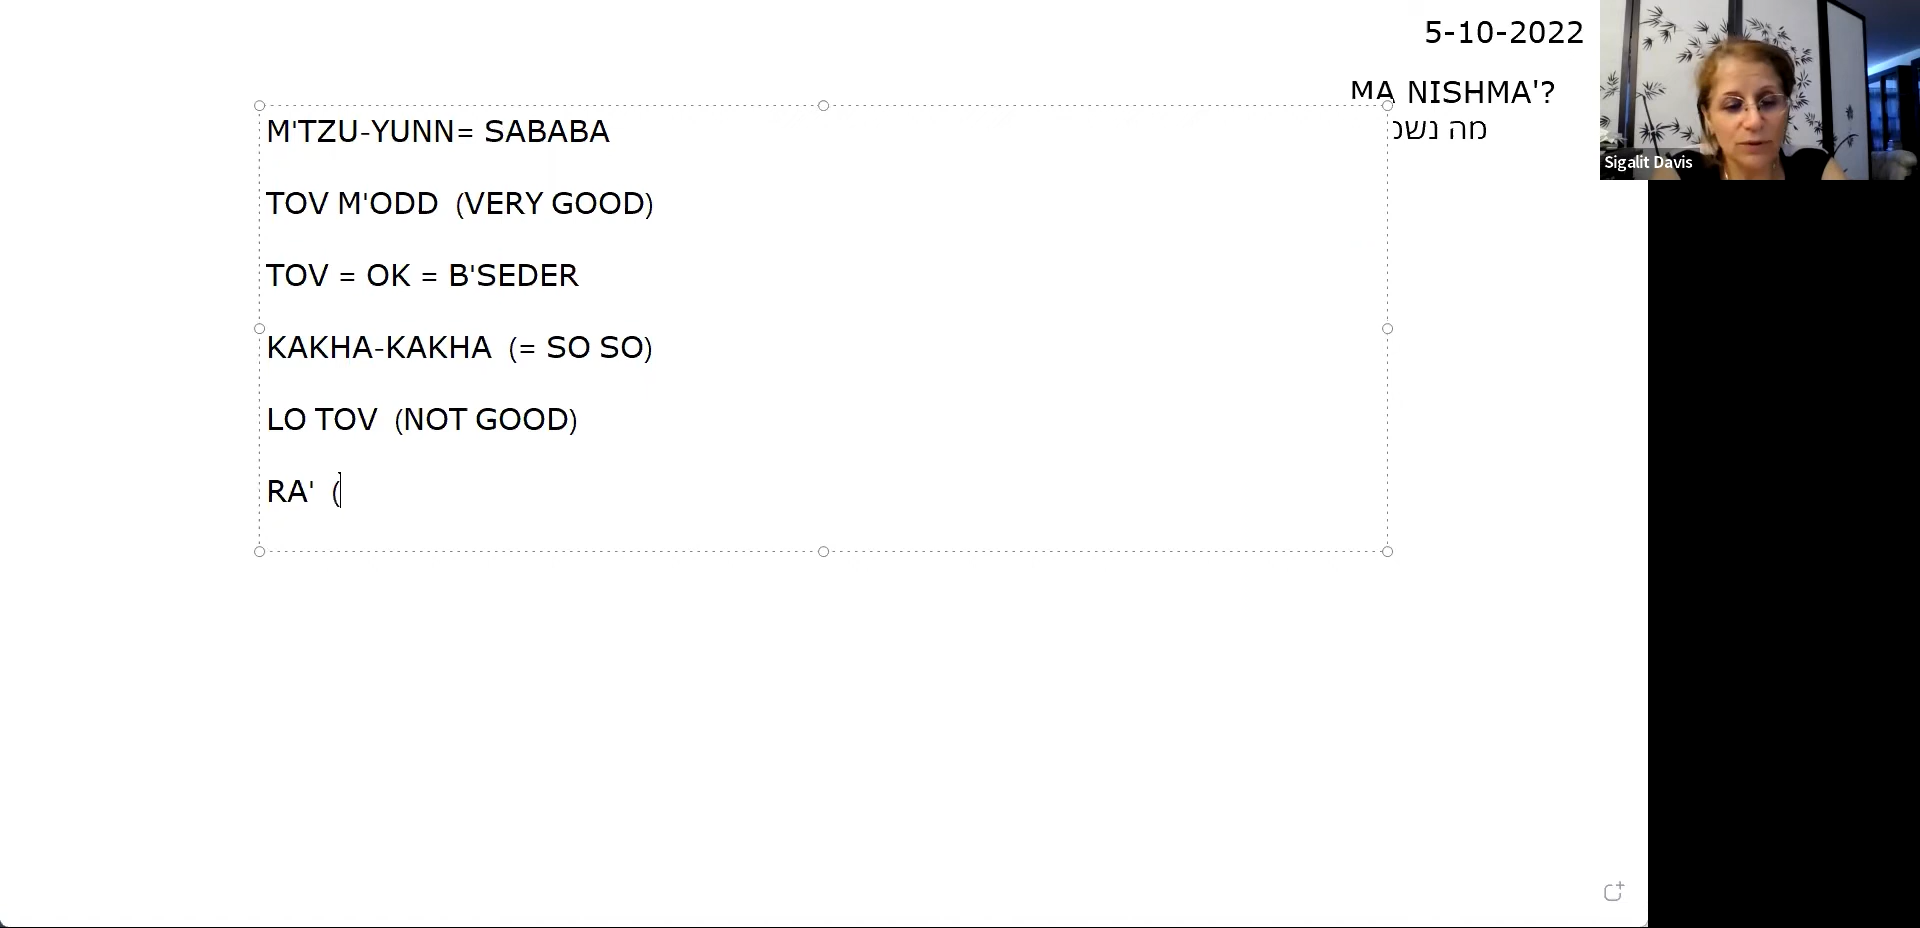 5-10-2022
MA NISHMA'?
מה נשמ
M'TZU-YUNN= SABABA
TOV M'ODD (VERY GOOD)
TOV = OK = B'SEDER
KAKHA-KAKHA (= SO SO)
LO TOV (NOT GOOD)
RA' (
Sigalit Davis